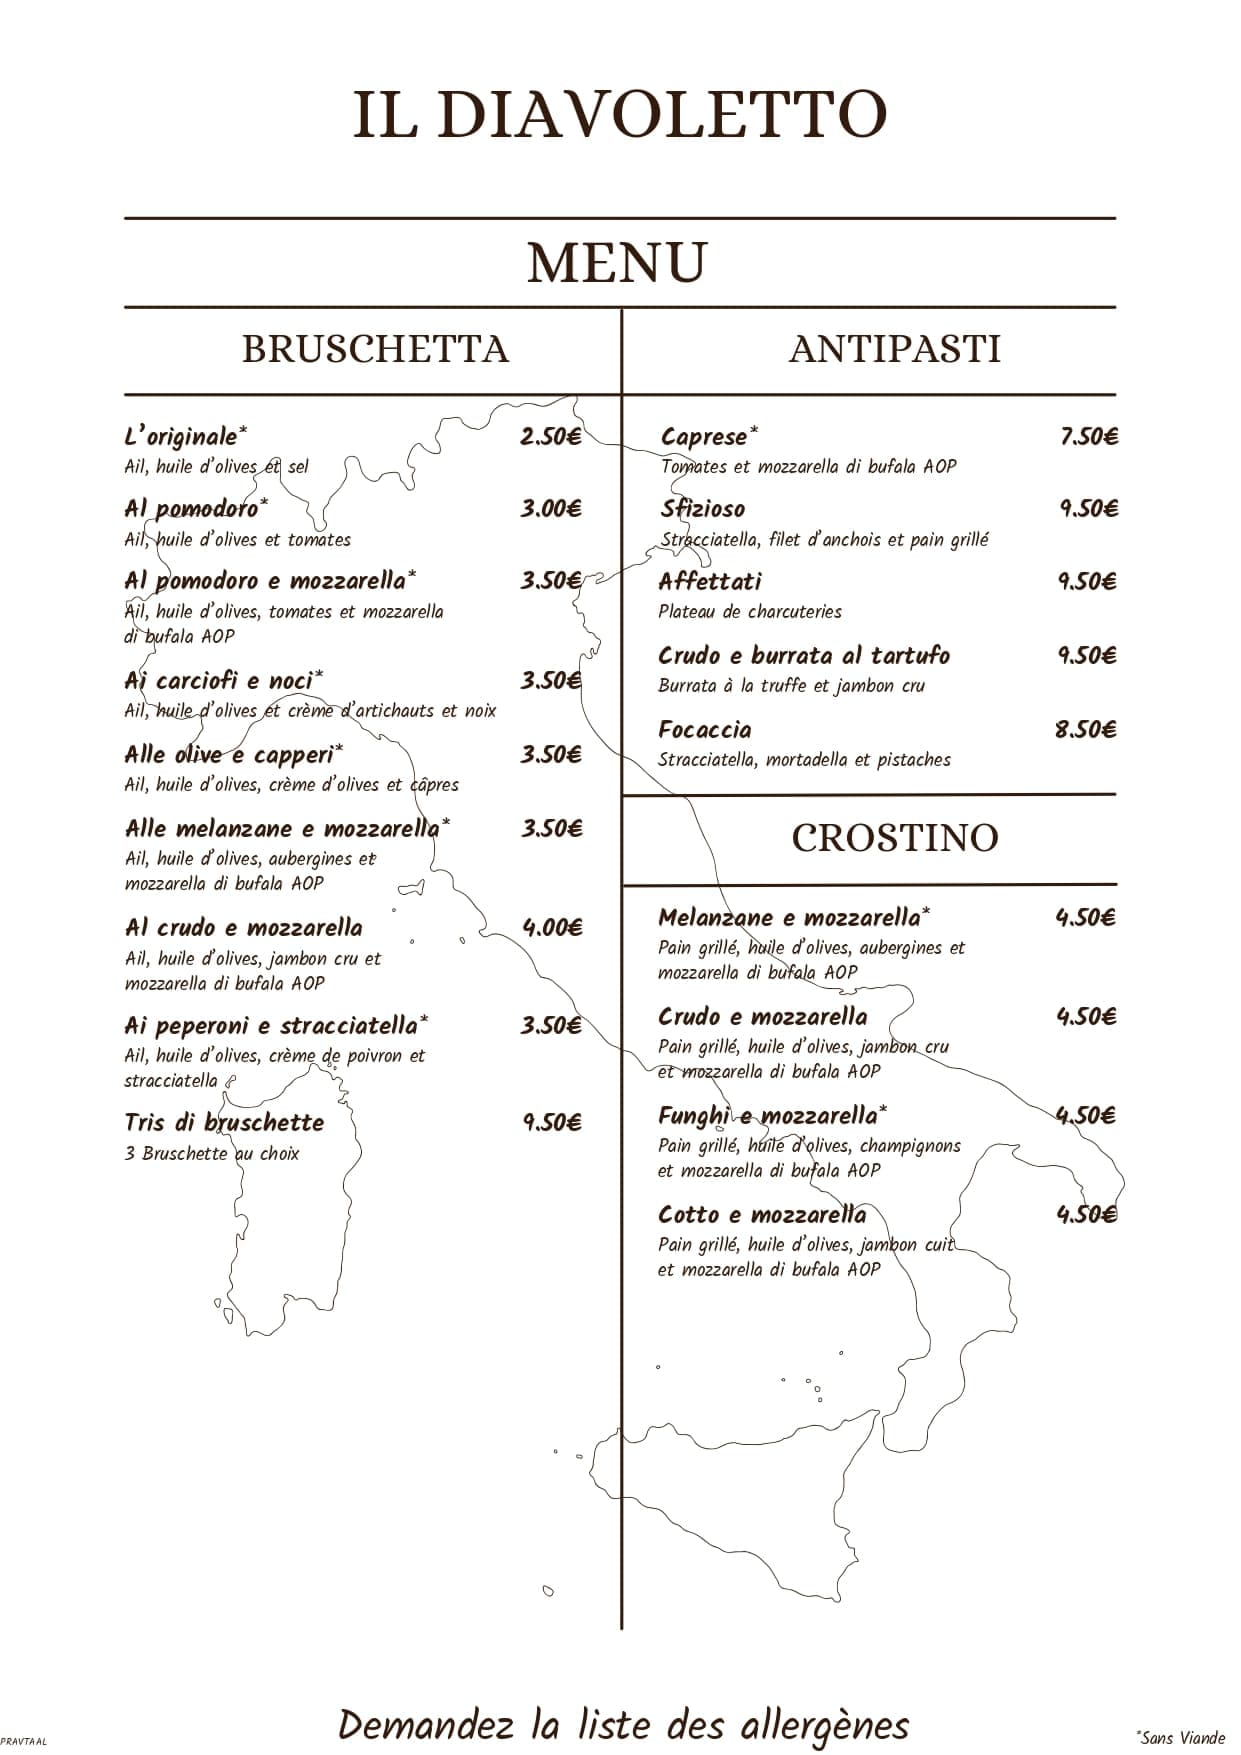 IL DIAVOLETTO
MENU
BRUSCHETTA
L'originale* 2.50€
Ail, huile d'olives et sel
Al pomodoro* 3.00€
Ail, huile d'olives et tomates
Al pomodoro e mozzarella* 3.50€
Ail, huile d'olives, tomates et mozzarella
di bufala AOP
Ai carciofi e noci* 3.50€
Ail, huile d'olives et crème d'artichauts et noix
Alle olive e capperi* 3.50€
Ail, huile d'olives, crème d'olives et câpres
Alle melanzane e mozzarella* 3.50€
Ail, huile d'olives, aubergines et
mozzarella di bufala AOP
Al crudo e mozzarella 4.00€
Ail, huile d'olives, jambon cru et
mozzarella di bufala AOP
Ai peperoni e stracciatella* 3.50€
Ail, huile d'olives, crème de poivron et
stracciatella
Tris di bruschette 9.50€
3 Bruschette au choix
ANTIPASTI
Caprese* 7.50€
Tomates et mozzarella di bufala AOP
Sfizioso 9.50€
Stracciatella, filet d'anchois et pain grillé
Affettati 9.50€
Plateau de charcuteries
Crudo e burrata al tartufo 9.50€
Burrata à la truffe et jambon cru
Focaccia 8.50€
Stracciatella, mortadella et pistaches
CROSTINO
Melanzane e mozzarella* 4.50€
Pain grillé, huile d'olives, aubergines et
mozzarella di bufala AOP
Crudo e mozzarella 4.50€
Pain grillé, huile d'olives, jambon cru
et mozzarella di bufala AOP
Funghi e mozzarella* 4.50€
Pain grillé, huile d'olives, champignons
et mozzarella di bufala AOP
Cotto e mozzarella 4.50€
Pain grillé, huile d'olives, jambon cuit
et mozzarella di bufala AOP
Demandez la liste des allergènes
PRAVTAAL
*Sans Viande